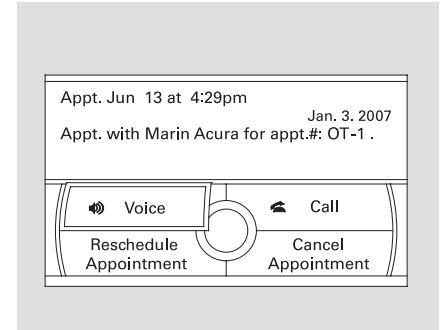 Appt. Jun 13 at 4:29pm
Jan. 3. 2007
Appt. with Marin Acura for appt.#: OT-1 .
Voice
Call
Reschedule
Appointment
Cancel
Appointment